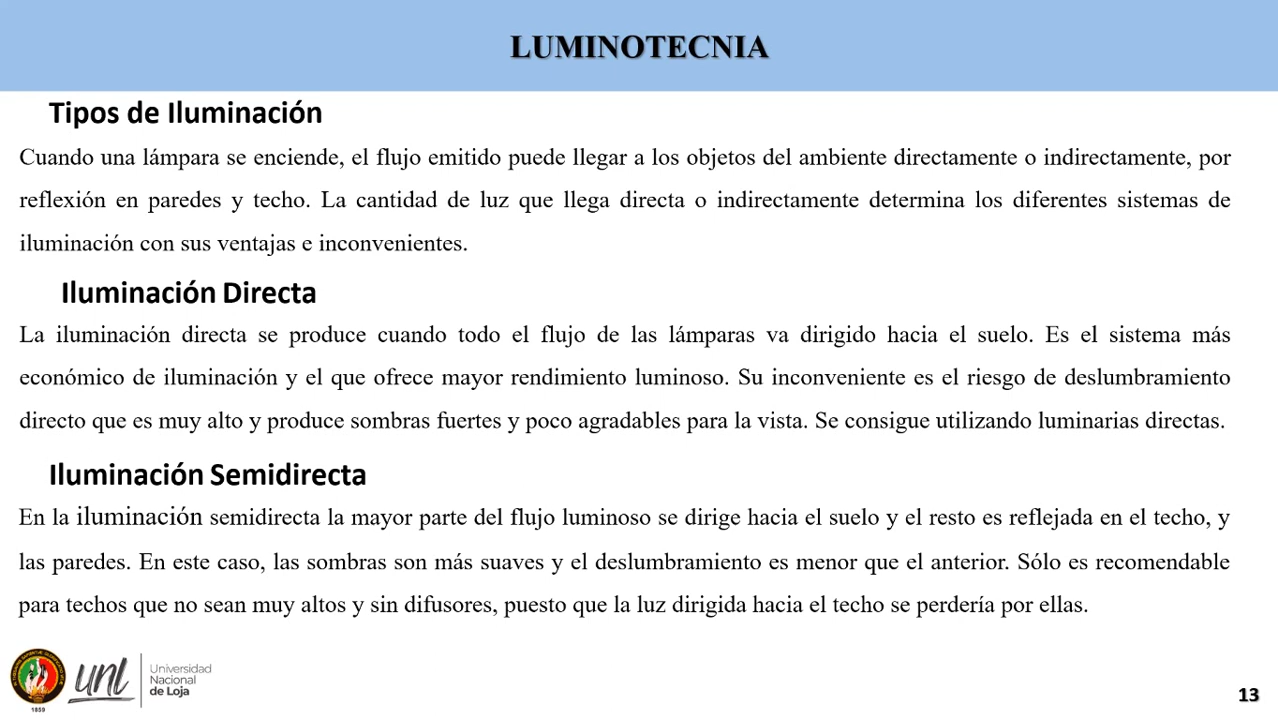 LUMINOTECNIA
Tipos de Iluminación
Cuando una lámpara se enciende, el flujo emitido puede llegar a los objetos del ambiente directamente o indirectamente, por
reflexión en paredes y techo. La cantidad de luz que llega directa o indirectamente determina los diferentes sistemas de
iluminación con sus ventajas e inconvenientes.
Iluminación Directa
La iluminación directa se produce cuando todo el flujo de las lámparas va dirigido hacia el suelo. Es el sistema más
económico de iluminación y el que ofrece mayor rendimiento luminoso. Su inconveniente es el riesgo de deslumbramiento
directo que es muy alto y produce sombras fuertes y poco agradables para la vista. Se consigue utilizando luminarias directas.
Iluminación Semidirecta
En la iluminación semidirecta la mayor parte del flujo luminoso se dirige hacia el suelo y el resto es reflejada en el techo, y
las paredes. En este caso, las sombras son más suaves y el deslumbramiento es menor que el anterior. Sólo es recomendable
para techos que no sean muy altos y sin difusores, puesto que la luz dirigida hacia el techo se perdería por ellas.
1859
unl
Universidad
Nacional
de Loja
13